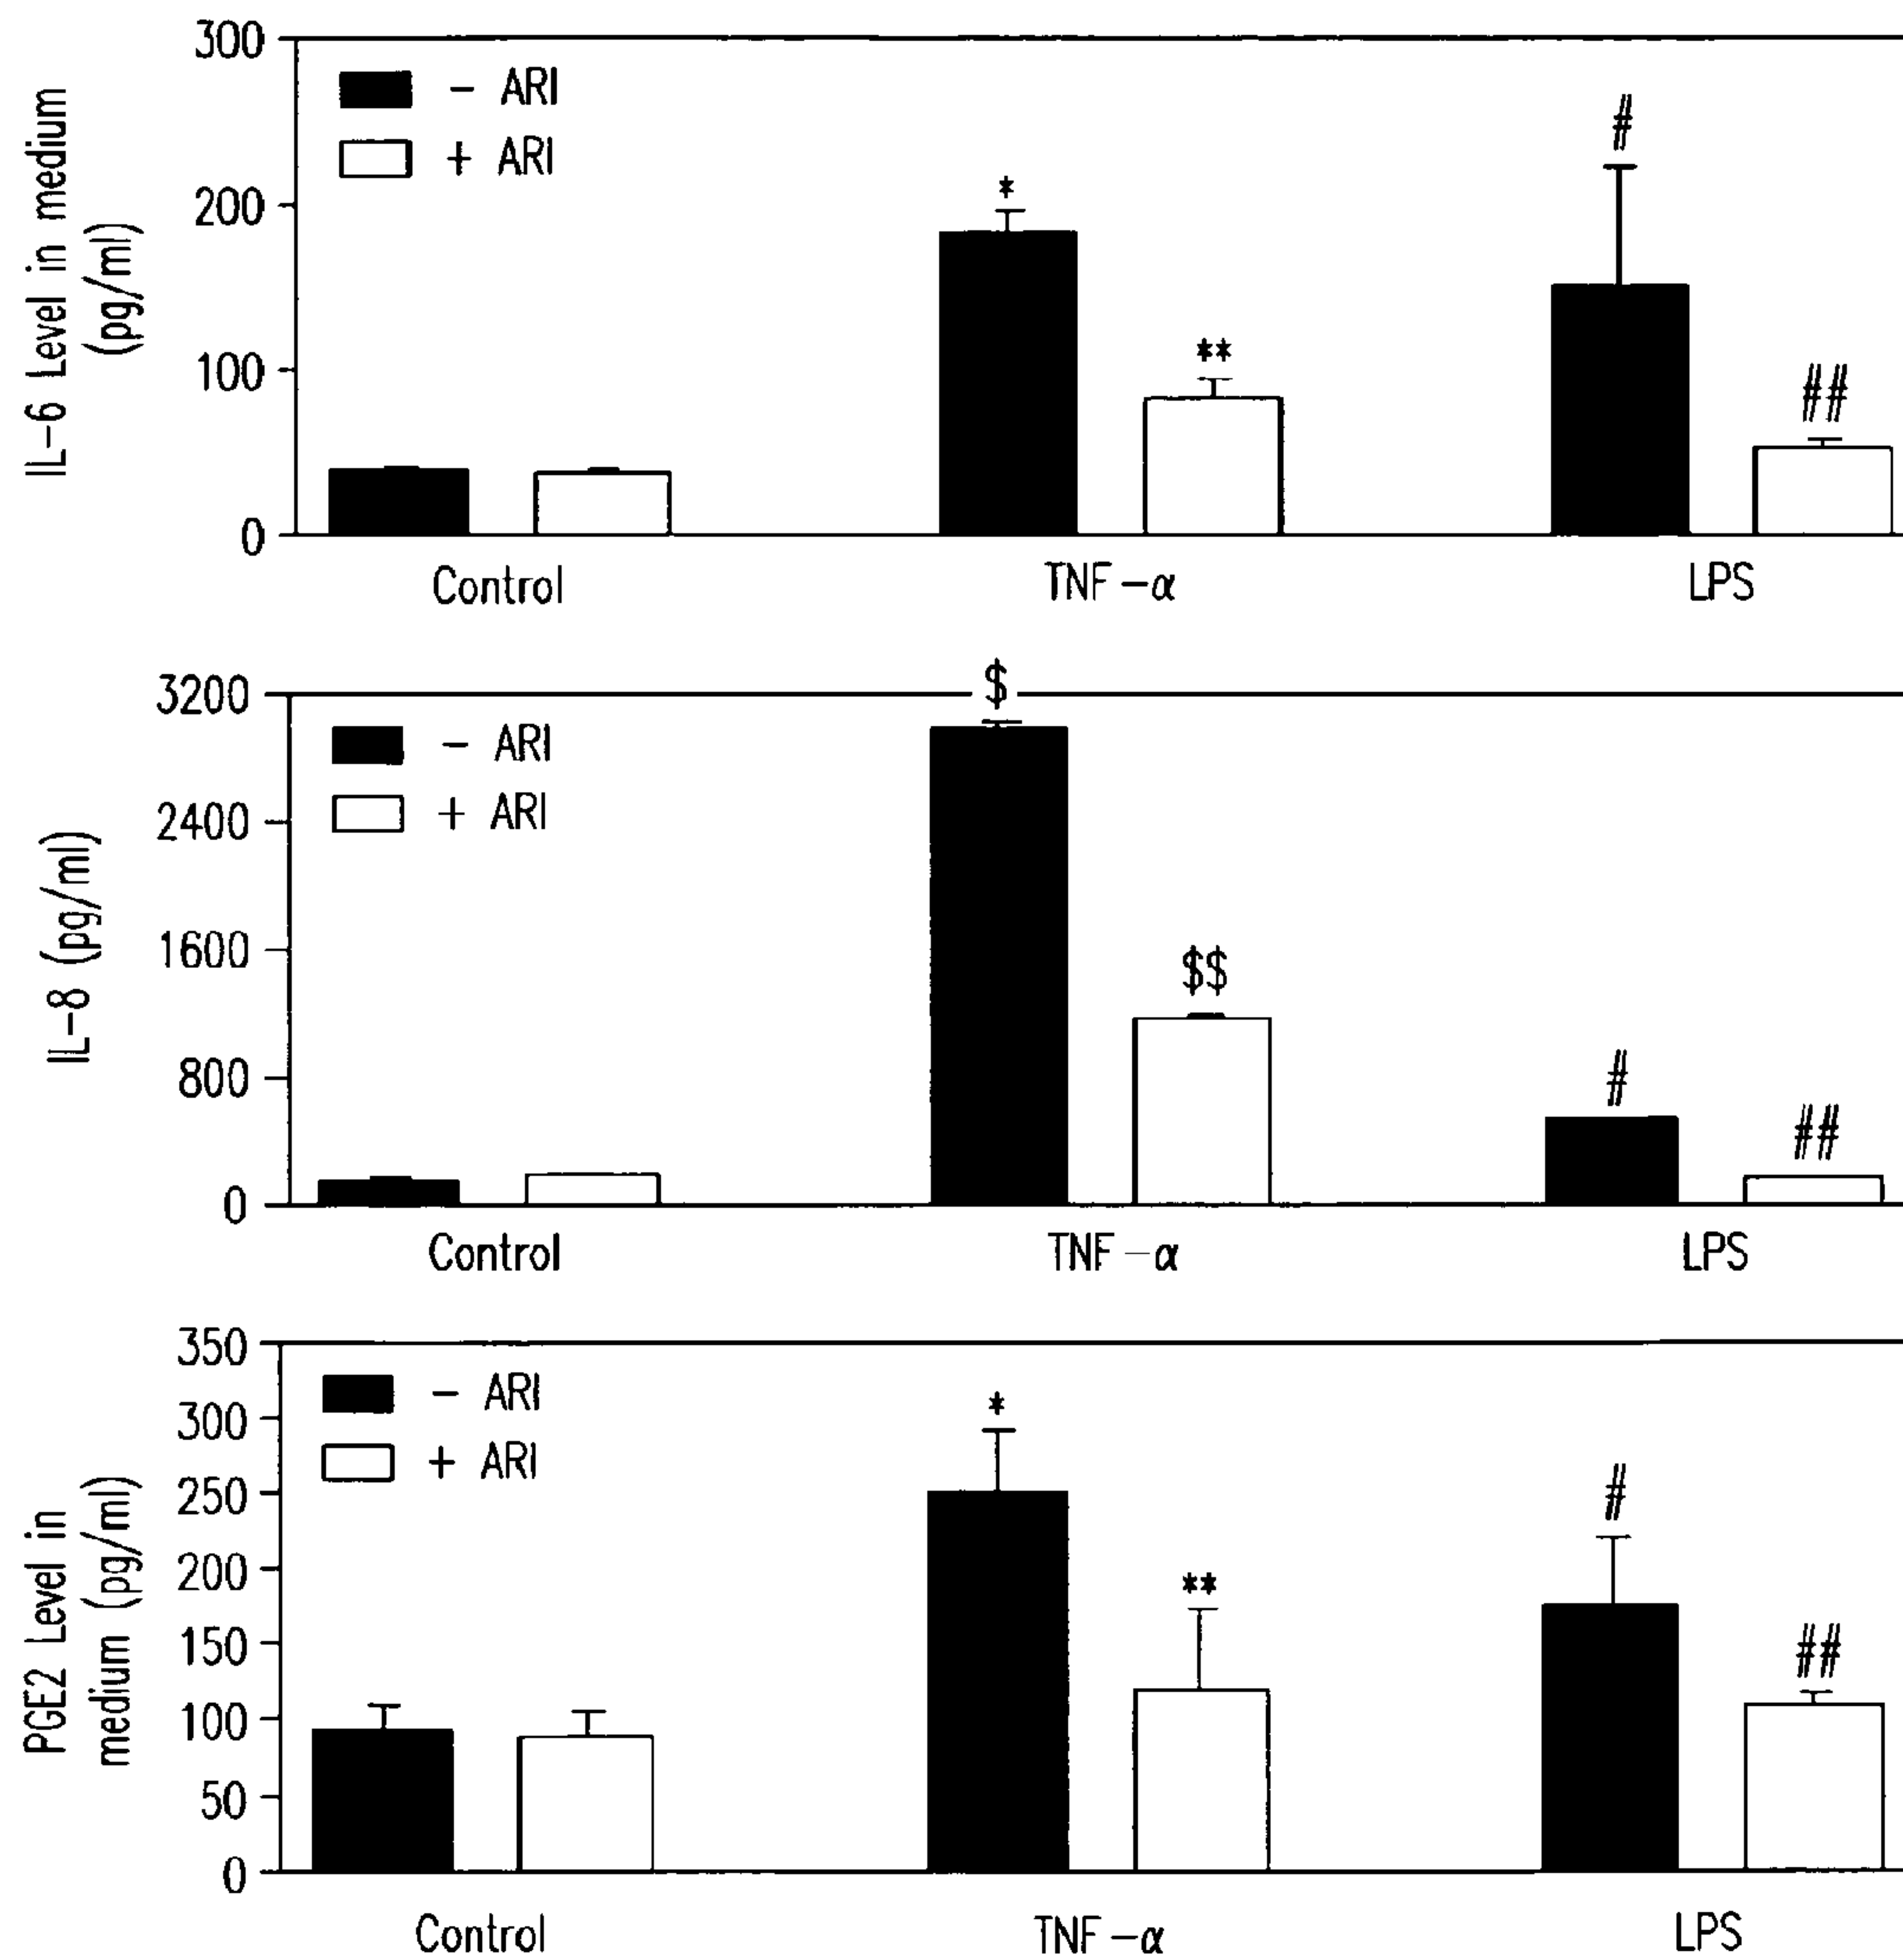 IL-6 Level in medium
(pg/ml)
300
200
100
0
- ARI
+ ARI
*
**
#
##
Control TNF-α LPS
IL-8 (pg/ml)
3200
2400
1600
800
0
- ARI
+ ARI
$
$$
#
##
Control TNF-α LPS
PGE2 Level in
medium (pg/ml)
350
300
250
200
150
100
50
0
- ARI
+ ARI
*
**
#
##
Control TNF-α LPS